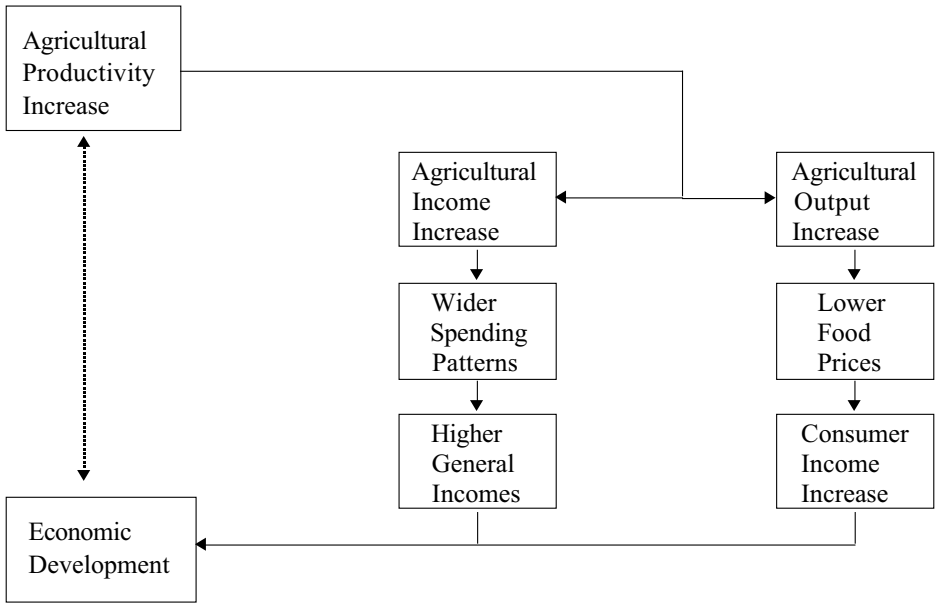 Agricultural
Productivity
Increase
Agricultural
Income
Increase
Agricultural
Output
Increase
Wider
Spending
Patterns
Lower
Food
Prices
Higher
General
Incomes
Consumer
Income
Increase
Economic
Development